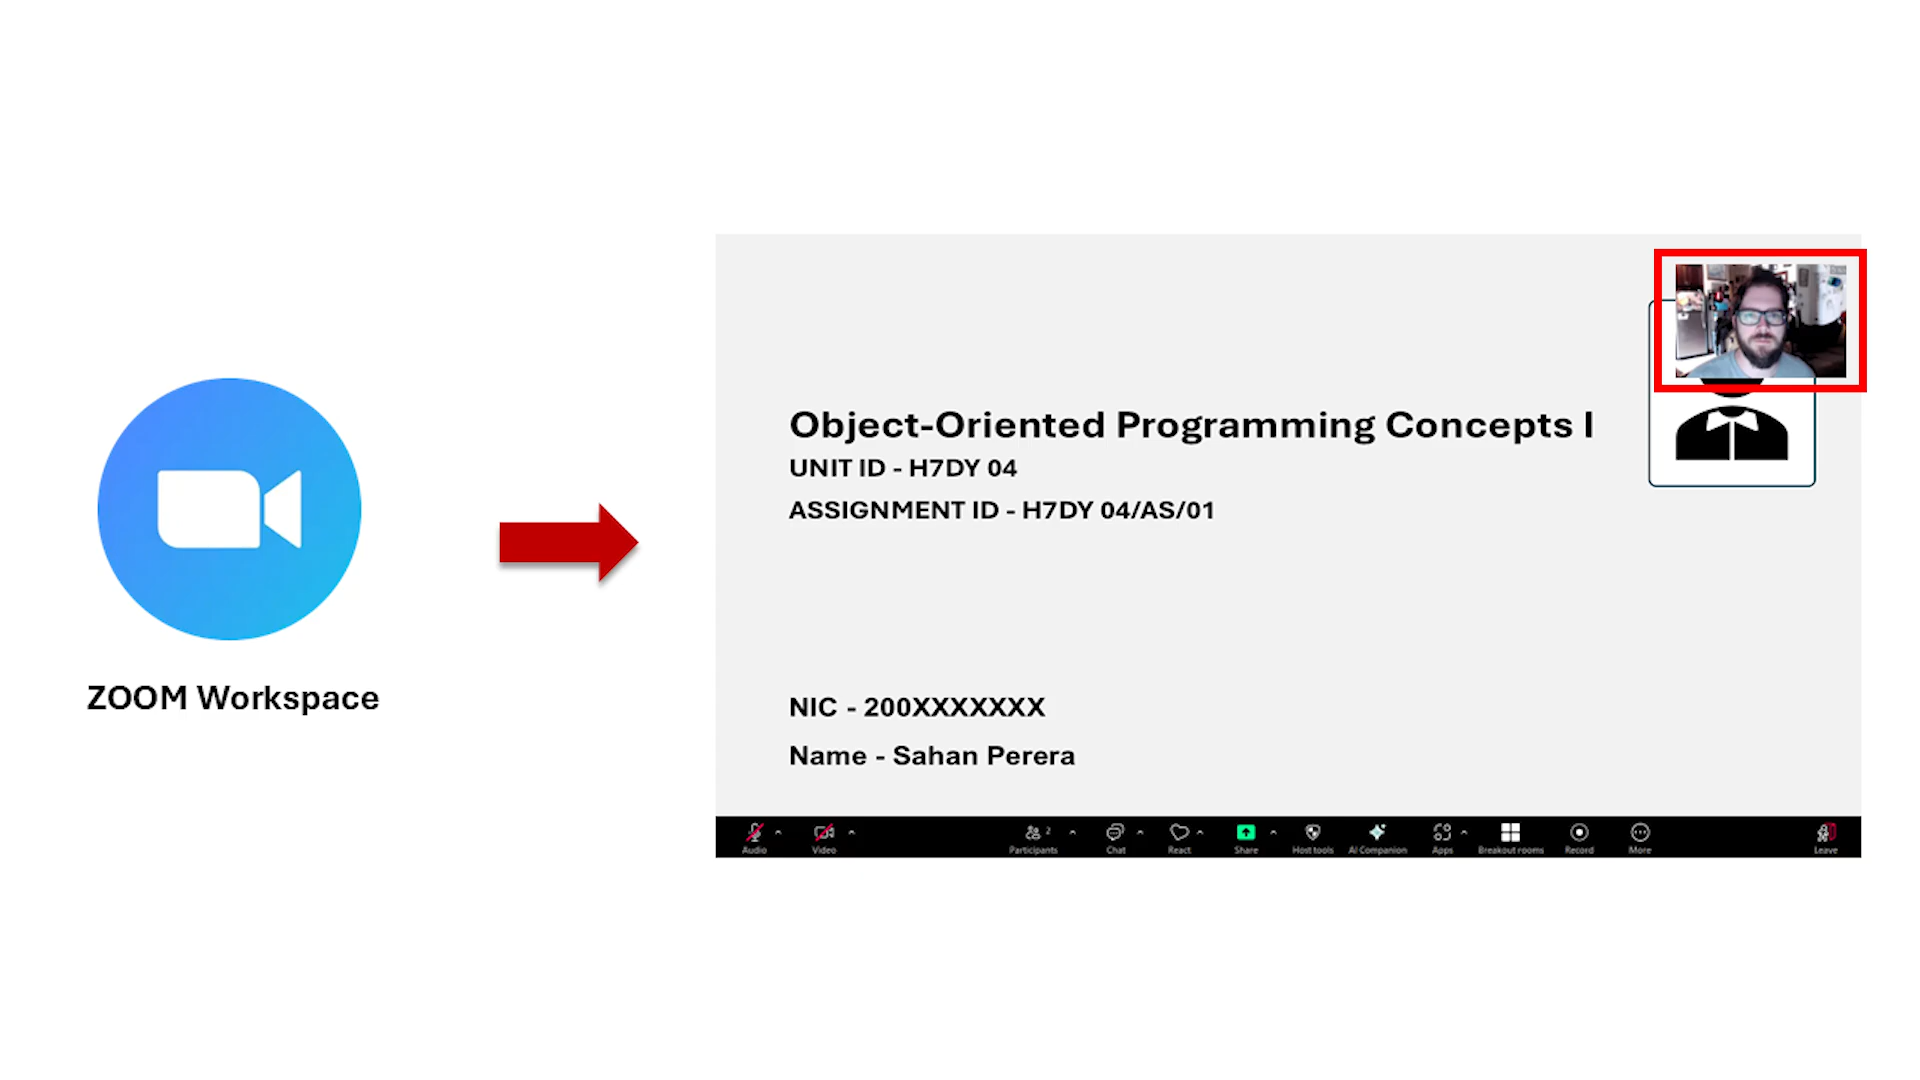 ZOOM Workspace
Object-Oriented Programming Concepts I
UNIT ID - H7DY 04
ASSIGNMENT ID - H7DY 04/AS/01
NIC - 200XXXXXXX
Name - Sahan Perera
Audio
Video
2
Participants
Chat
React
Share
Host tools
AI Companion
Apps
Breakout rooms
Record
More
Leave